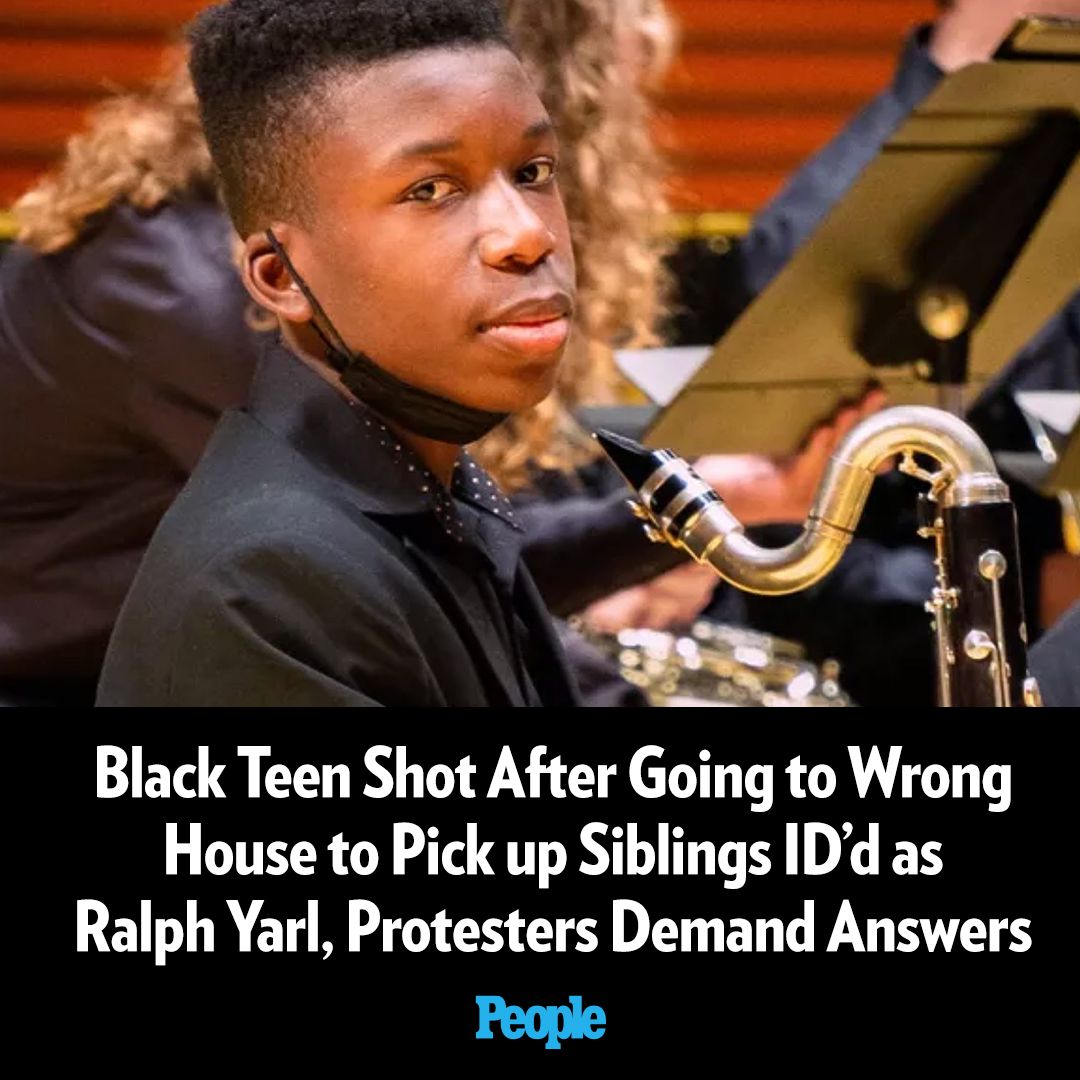 Black Teen Shot After Going to Wrong
House to Pick up Siblings ID’d as
Ralph Yarl, Protesters Demand Answers
People